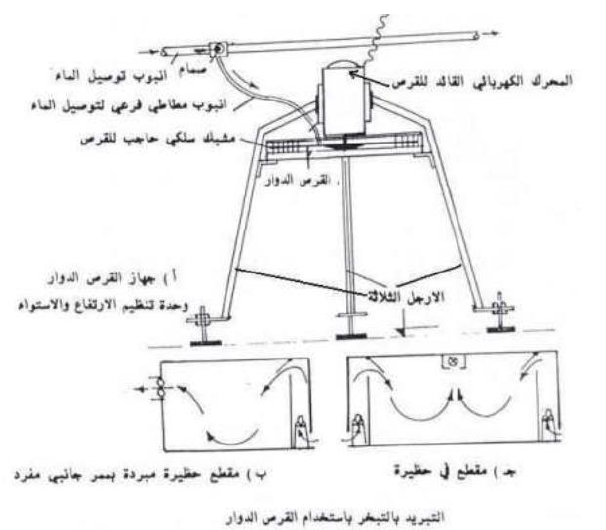 صمام
انبوب توصيل الماء
المحرك الكهربائي القائد للقرص
انبوب مطاطي فرعي لتوصيل الماء
مشبك سلكي حاجب للقرص
القرص الدوار
أ ) جهاز القرص الدوار
وحدة تنظيم الارتفاع والاستواء
الارجل الثلاثة
جـ ) مقطع في حظيرة
ب ) مقطع حظيرة مبردة بممر جانبي مفرد
التبريد بالتبخر باستخدام القرص الدوار